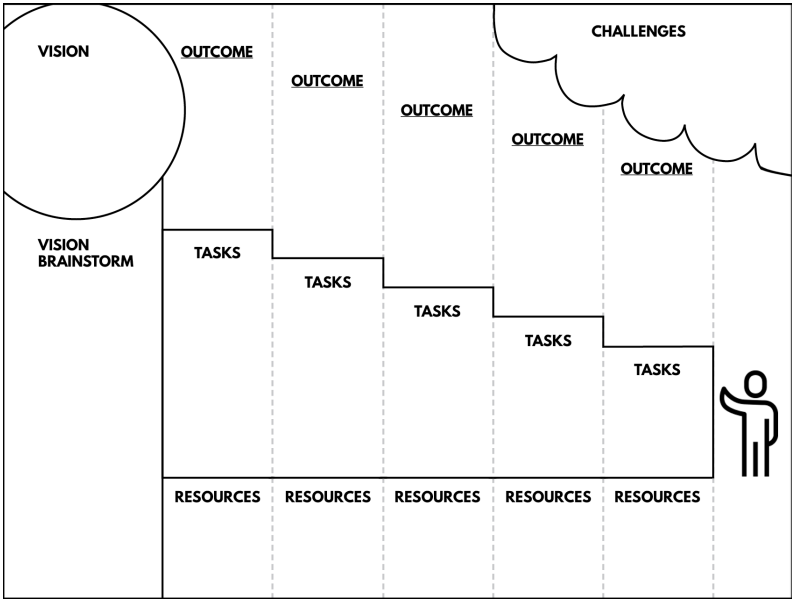 VISION
OUTCOME
OUTCOME
OUTCOME
OUTCOME
OUTCOME
CHALLENGES
VISION
BRAINSTORM
TASKS
TASKS
TASKS
TASKS
TASKS
RESOURCES
RESOURCES
RESOURCES
RESOURCES
RESOURCES